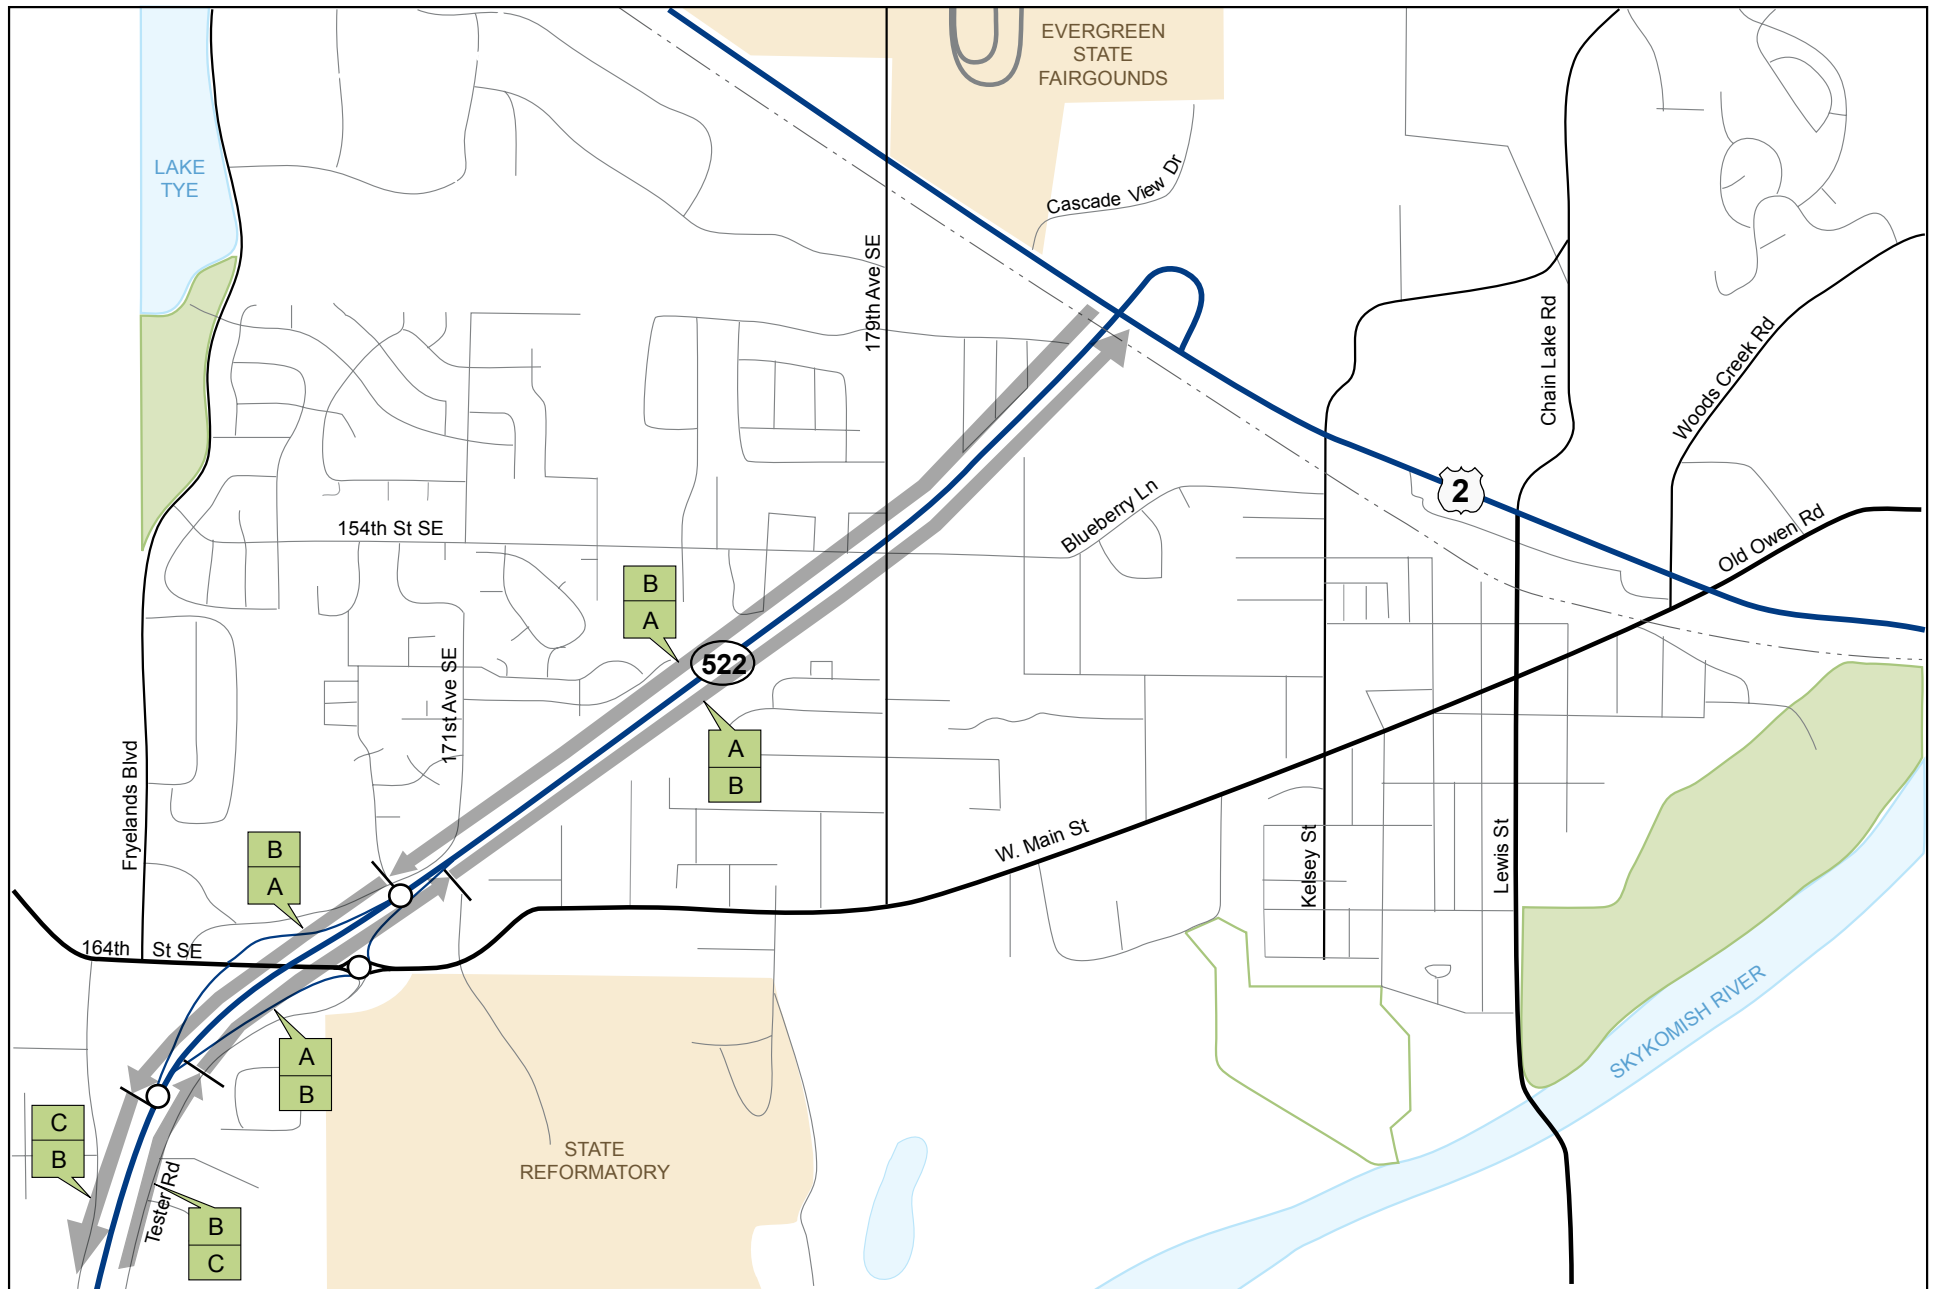 EVERGREEN
STATE
FAIRGOUNDS
LAKE
TYE
Cascade View Dr
179th Ave SE
Chain Lake Rd
Woods Creek Rd
2
Blueberry Ln
154th St SE
Old Owen Rd
B
A
522
171st Ave SE
A
B
Fryelands Blvd
W. Main St
Kelsey St
Lewis St
B
A
164th St SE
SKYKOMISH RIVER
A
B
C
B
STATE
REFORMATORY
Tester Rd
B
C